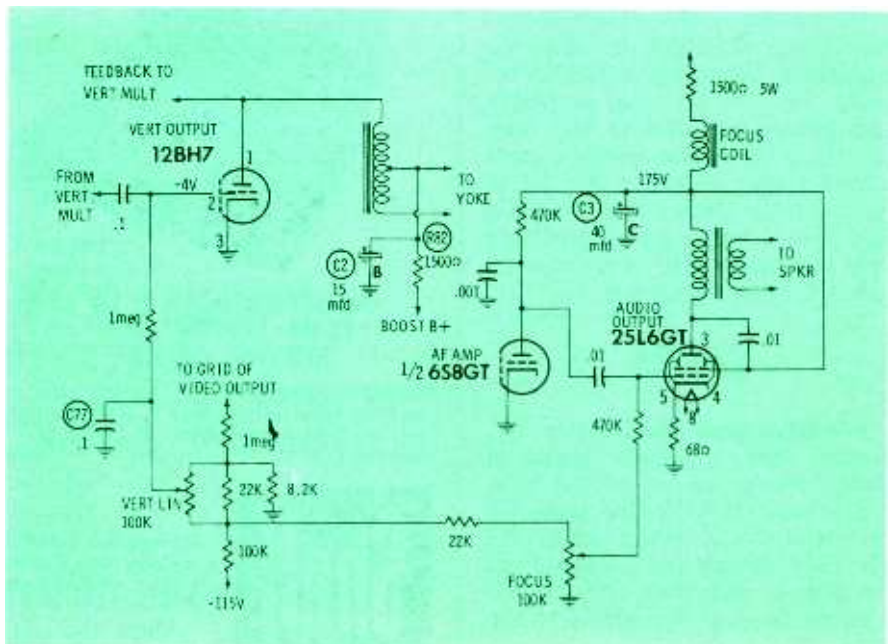 FEEDBACK TO
VERT MULT
VERT OUTPUT
12BH7
1
FROM
VERT
MULT
.1
-4V
2
3
TO
YOKE
C2
B
15
mfd
R82
1500Ω
BOOST B+
1meg
TO GRID OF
VIDEO OUTPUT
C77
.1
1meg
VERT LIN
100K
22K
8.2K
100K
-115V
22K
FOCUS
100K
1500Ω 5W
FOCUS
COIL
175V
470K
C3
40
mfd
C
.001
TO
SPKR
AUDIO
OUTPUT
25L6GT
3
.01
AF AMP
1/2 6S8GT
.01
5
8
4
470K
68Ω